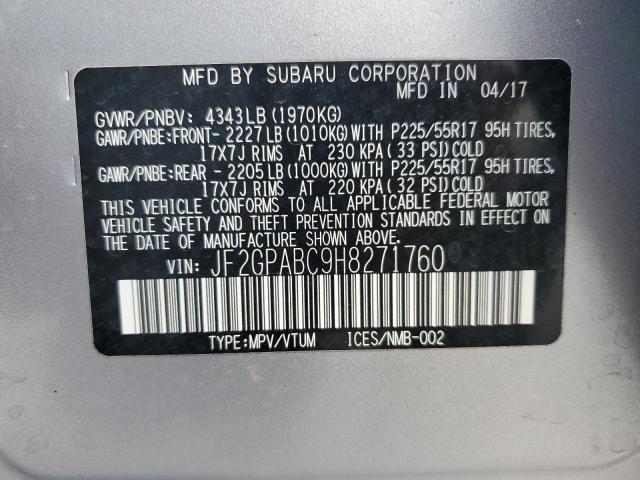 MFD BY SUBARU CORPORATION
MFD IN 04/17
GVWR/PNBV: 4343LB (1970KG)
GAWR/PNBE:FRONT- 2227 LB (1010KG) WITH P225/55R17 95H TIRES,
17X7J RIMS AT 230 KPA (33 PSI) COLD
GAWR/PNBE:REAR - 2205 LB (1000KG) WITH P225/55R17 95H TIRES,
17X7J RIMS AT 220 KPA (32 PSI) COLD
THIS VEHICLE CONFORMS TO ALL APPLICABLE FEDERAL MOTOR
VEHICLE SAFETY AND THEFT PREVENTION STANDARDS IN EFFECT ON
THE DATE OF MANUFACTURE SHOWN ABOVE.
VIN: JF2GPABC9H8271760
TYPE:MPV/VTUM ICES/NMB-002